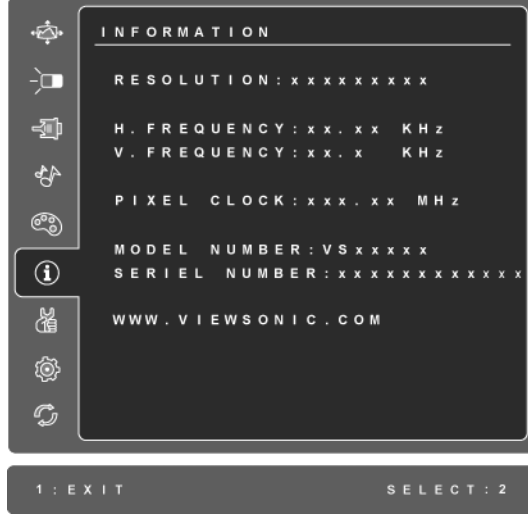 INFORMATION
RESOLUTION:xxxxxxxxx
H. FREQUENCY:xx.xx KHz
V. FREQUENCY:xx.x KHz
PIXEL CLOCK:xxx.xx MHz
MODEL NUMBER:VSxxxxx
SERIEL NUMBER:xxxxxxxxxxxx
WWW.VIEWSONIC.COM
1:EXIT SELECT:2